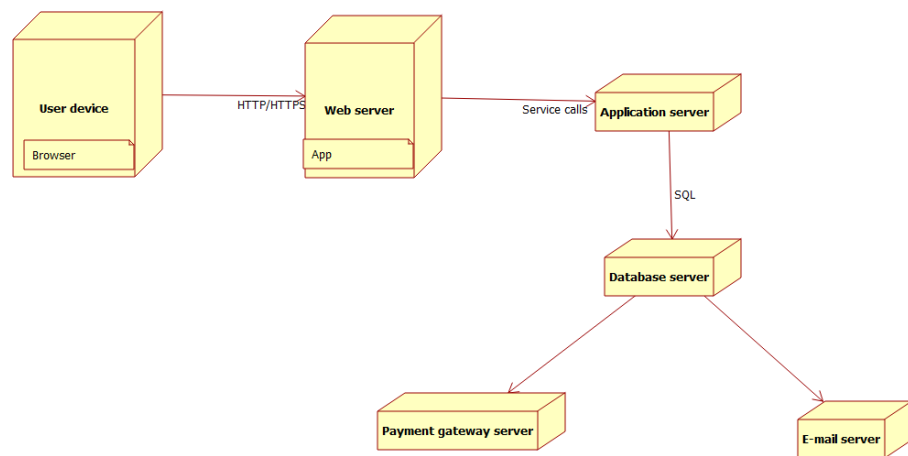 User device
Browser
HTTP/HTTPS
Web server
App
Service calls
Application server
SQL
Database server
Payment gateway server
E-mail server